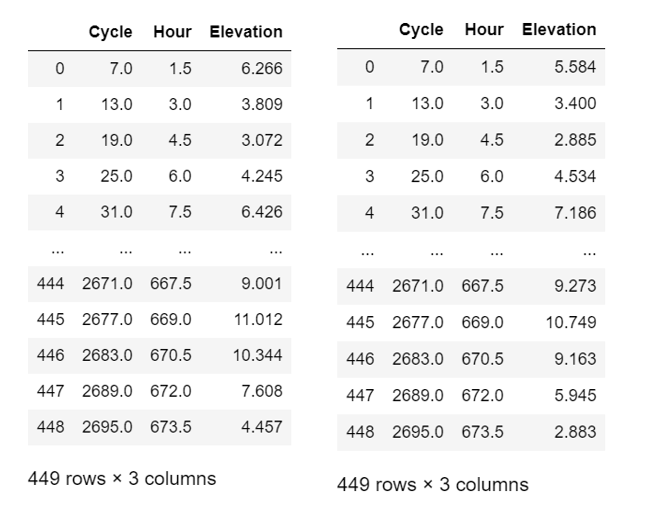 Cycle Hour Elevation
0 7.0 1.5 6.266
1 13.0 3.0 3.809
2 19.0 4.5 3.072
3 25.0 6.0 4.245
4 31.0 7.5 6.426
... ... ... ...
444 2671.0 667.5 9.001
445 2677.0 669.0 11.012
446 2683.0 670.5 10.344
447 2689.0 672.0 7.608
448 2695.0 673.5 4.457
449 rows × 3 columns
Cycle Hour Elevation
0 7.0 1.5 5.584
1 13.0 3.0 3.400
2 19.0 4.5 2.885
3 25.0 6.0 4.534
4 31.0 7.5 7.186
... ... ... ...
444 2671.0 667.5 9.273
445 2677.0 669.0 10.749
446 2683.0 670.5 9.163
447 2689.0 672.0 5.945
448 2695.0 673.5 2.883
449 rows × 3 columns